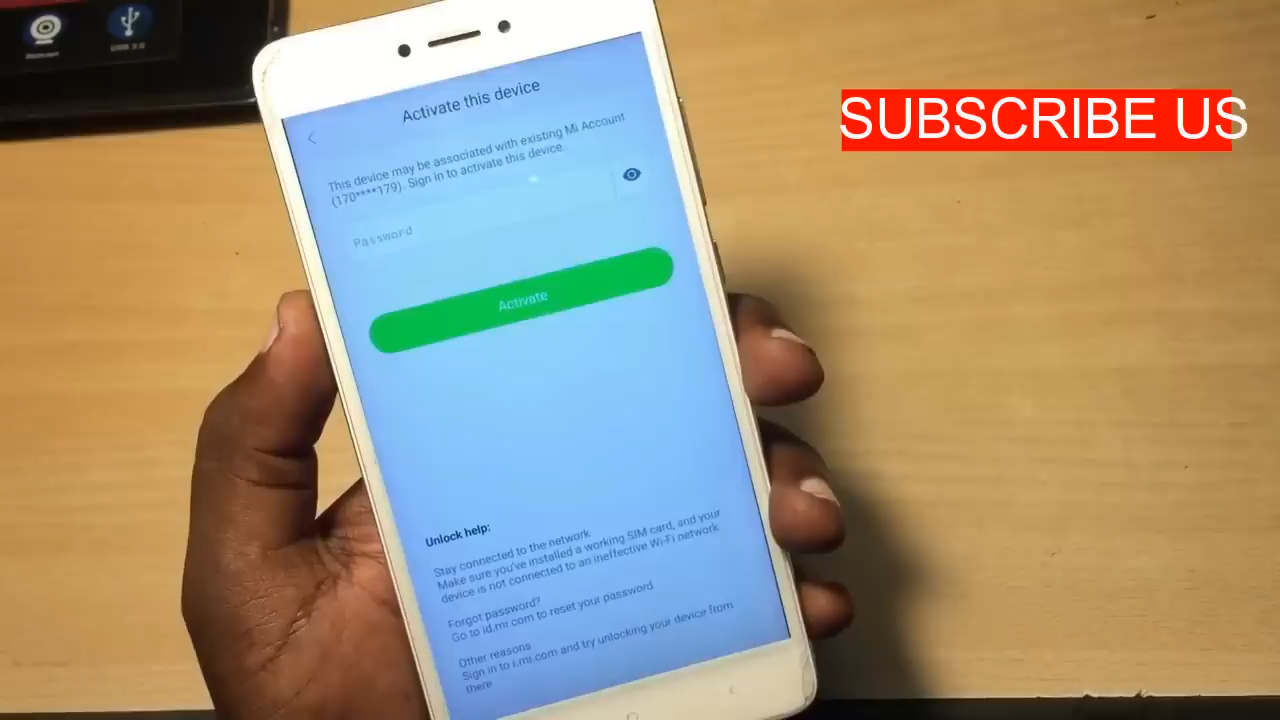 USB 3.0
SUBSCRIBE US
Activate this device
This device may be associated with existing Mi Account
(170****179). Sign in to activate this device.
Password
Activate
Unlock help:
Stay connected to the network
Make sure you've installed a working SIM card, and your
device is not connected to an ineffective Wi-Fi network
Forgot password?
Go to id.mi.com to reset your password
Other reasons
Sign in to i.mi.com and try unlocking your device from
there